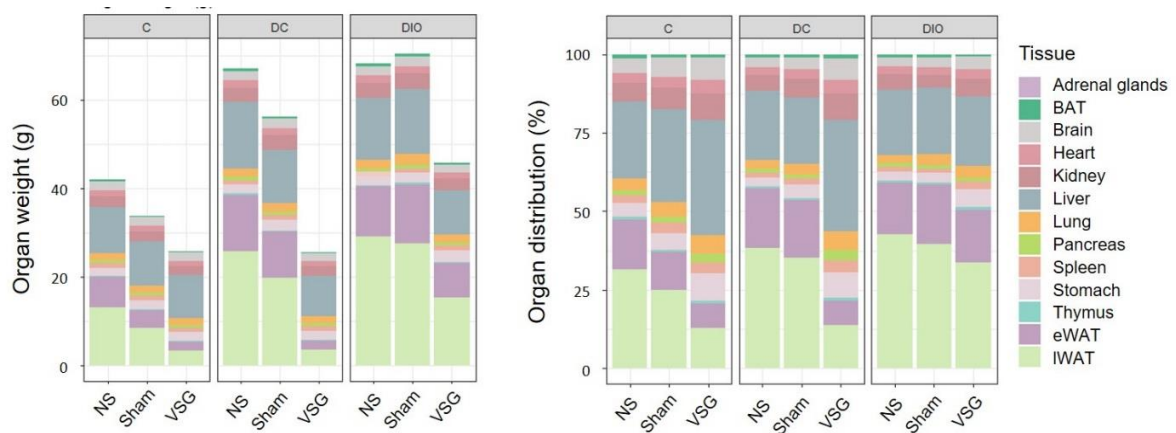 C DC DIO
Organ weight (g)
60
40
20
0
NS Sham VSG NS Sham VSG NS Sham VSG
C DC DIO
Organ distribution (%)
100
75
50
25
0
NS Sham VSG NS Sham VSG NS Sham VSG
Tissue
Adrenal glands
BAT
Brain
Heart
Kidney
Liver
Lung
Pancreas
Spleen
Stomach
Thymus
eWAT
IWAT